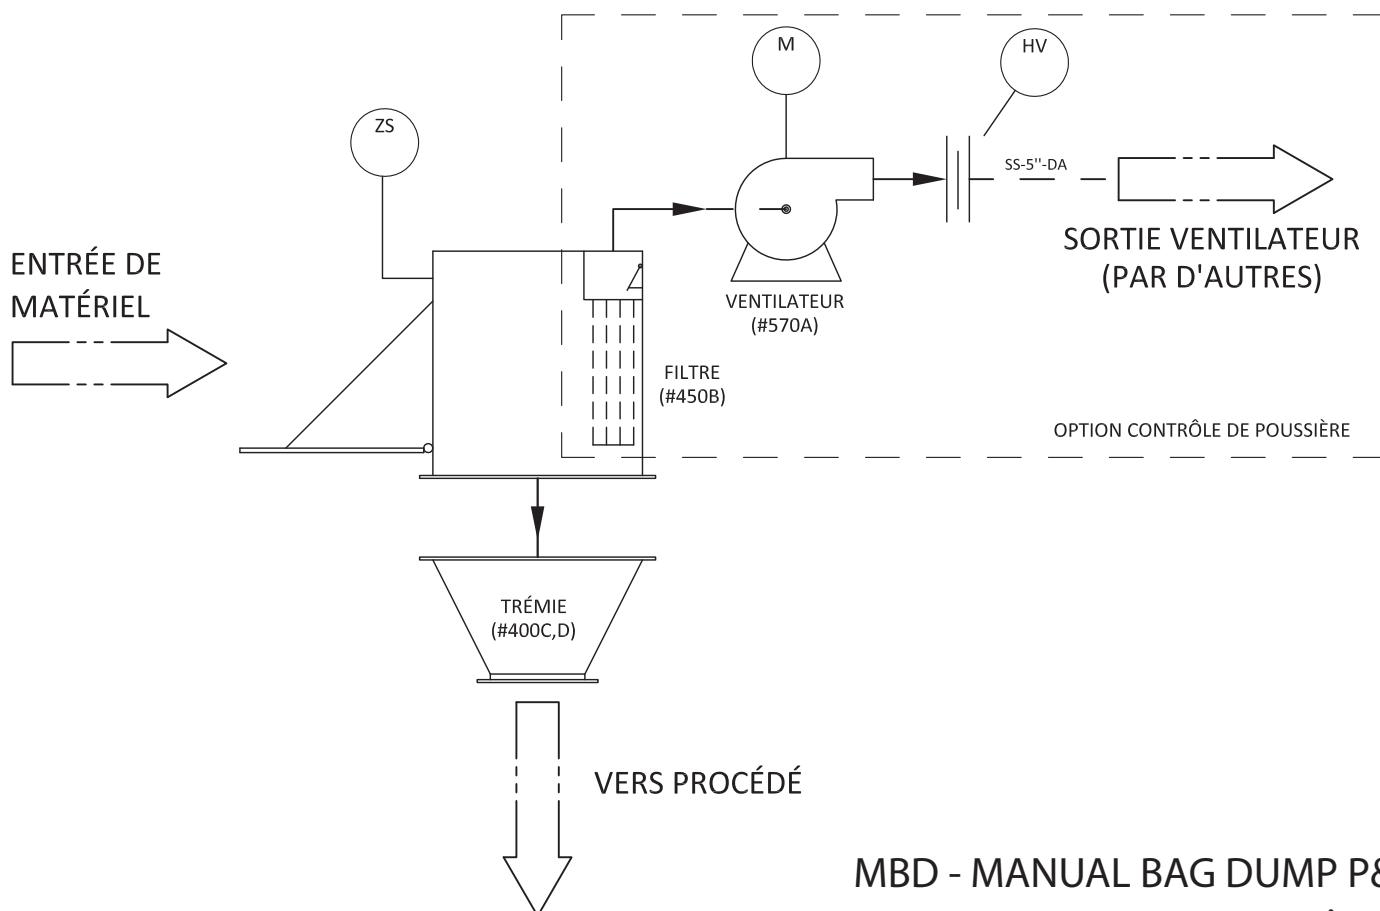 M
HV
ZS
SS-5"-DA
SORTIE VENTILATEUR
(PAR D'AUTRES)
ENTRÉE DE
MATÉRIEL
VENTILATEUR
(#570A)
FILTRE
(#450B)
OPTION CONTRÔLE DE POUSSIÈRE
TRÉMIE
(#400C,D)
VERS PROCÉDÉ
MBD - MANUAL BAG DUMP